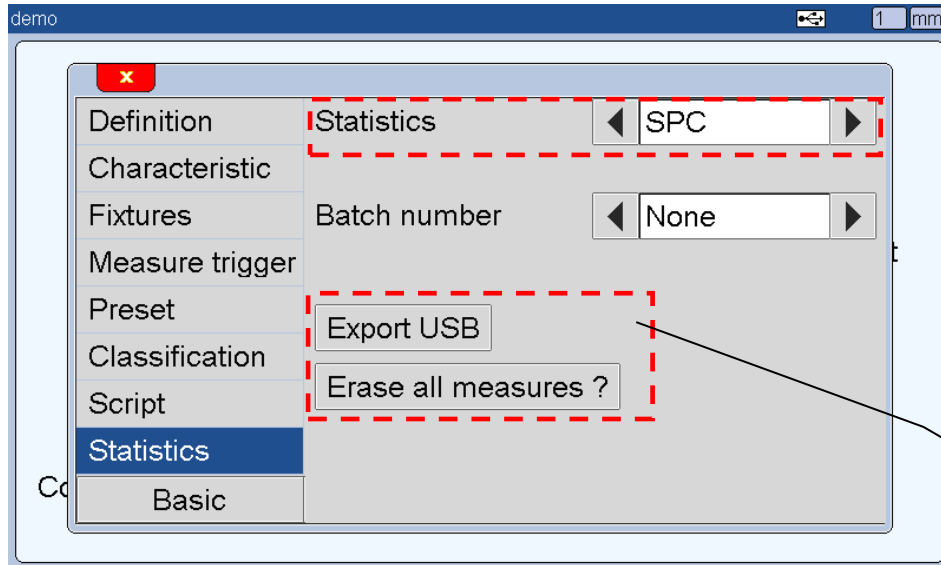 demo 1 mm
x
Definition Statistics SPC
Characteristic
Fixtures Batch number None
Measure trigger
Preset
Export USB
Classification
Erase all measures ?
Script
Statistics
Basic